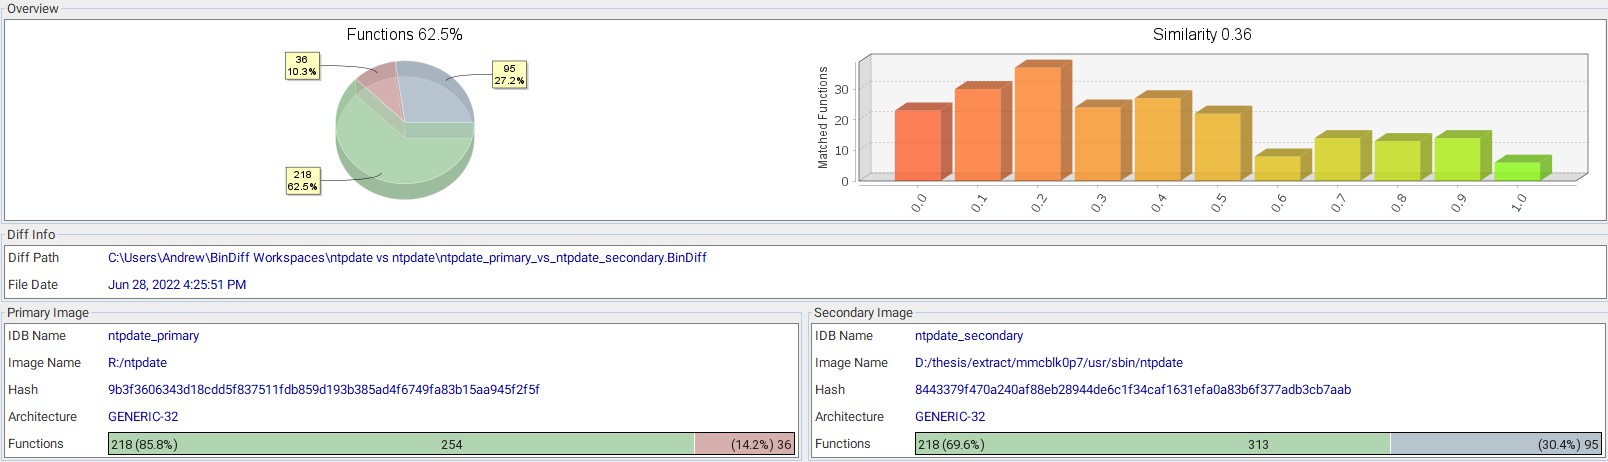 Overview
Functions 62.5%
36
10.3%
95
27.2%
218
62.5%
Similarity 0.36
Matched Functions
30
20
10
0
0.0
0.1
0.2
0.3
0.4
0.5
0.6
0.7
0.8
0.9
1.0
Diff Info
Diff Path C:\Users\Andrew\BinDiff Workspaces\ntpdate vs ntpdate\ntpdate_primary_vs_ntpdate_secondary.BinDiff
File Date Jun 28, 2022 4:25:51 PM
Primary Image
IDB Name ntpdate_primary
Image Name R:/ntpdate
Hash 9b3f3606343d18cdd5f837511fdb859d193b385ad4f6749fa83b15aa945f2f5f
Architecture GENERIC-32
Functions 218 (85.8%) 254 (14.2%) 36
Secondary Image
IDB Name ntpdate_secondary
Image Name D:/thesis/extract/mmcblk0p7/usr/sbin/ntpdate
Hash 8443379f470a240af88eb28944de6c1f34caf1631efa0a83b6f377adb3cb7aab
Architecture GENERIC-32
Functions 218 (69.6%) 313 (30.4%) 95